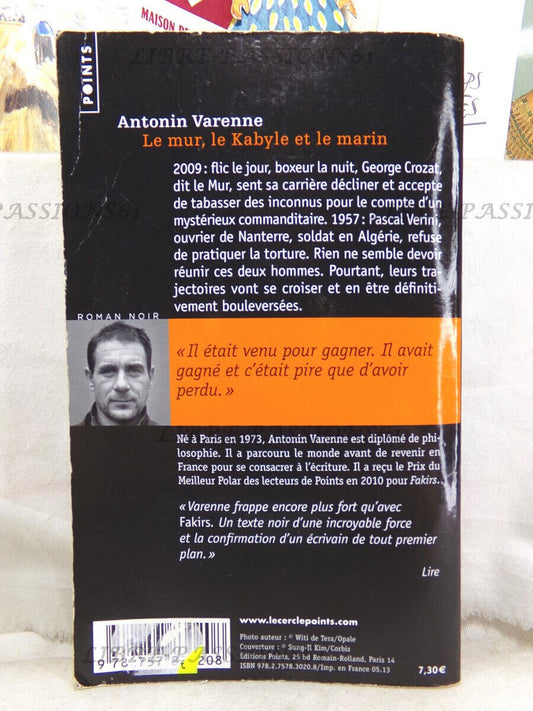 MAISON DE
LIBRE-PASSIONS61
POINTS
Antonin Varenne
Le mur, le Kabyle et le marin
2009 : flic le jour, boxeur la nuit, George Crozat,
dit le Mur, sent sa carrière décliner et accepte
de tabasser des inconnus pour le compte d'un
mystérieux commanditaire. 1957 : Pascal Verini,
ouvrier de Nanterre, soldat en Algérie, refuse
de pratiquer la torture. Rien ne semble devoir
réunir ces deux hommes. Pourtant, leurs tra-
jectoires vont se croiser et en être définiti-
vement bouleversées.
ROMAN NOIR
« Il était venu pour gagner. Il avait
gagné et c'était pire que d'avoir
perdu. »
Né à Paris en 1973, Antonin Varenne est diplômé de phi-
losophie. Il a parcouru le monde avant de revenir en
France pour se consacrer à l'écriture. Il a reçu le Prix du
Meilleur Polar des lecteurs de Points en 2010 pour Fakirs.
« Varenne frappe encore plus fort qu'avec
Fakirs. Un texte noir d'une incroyable force
et la confirmation d'un écrivain de tout premier
plan. »
Lire
www.lecerclepoints.com
Photo auteur : © Witi de Tera/Opale
Couverture : © Sung-Il Kim/Corbis
Éditions Points, 25 bd Romain-Rolland, Paris 14
ISBN 978.2.7578.3020.8/Imp. en France 05.13
7,30€